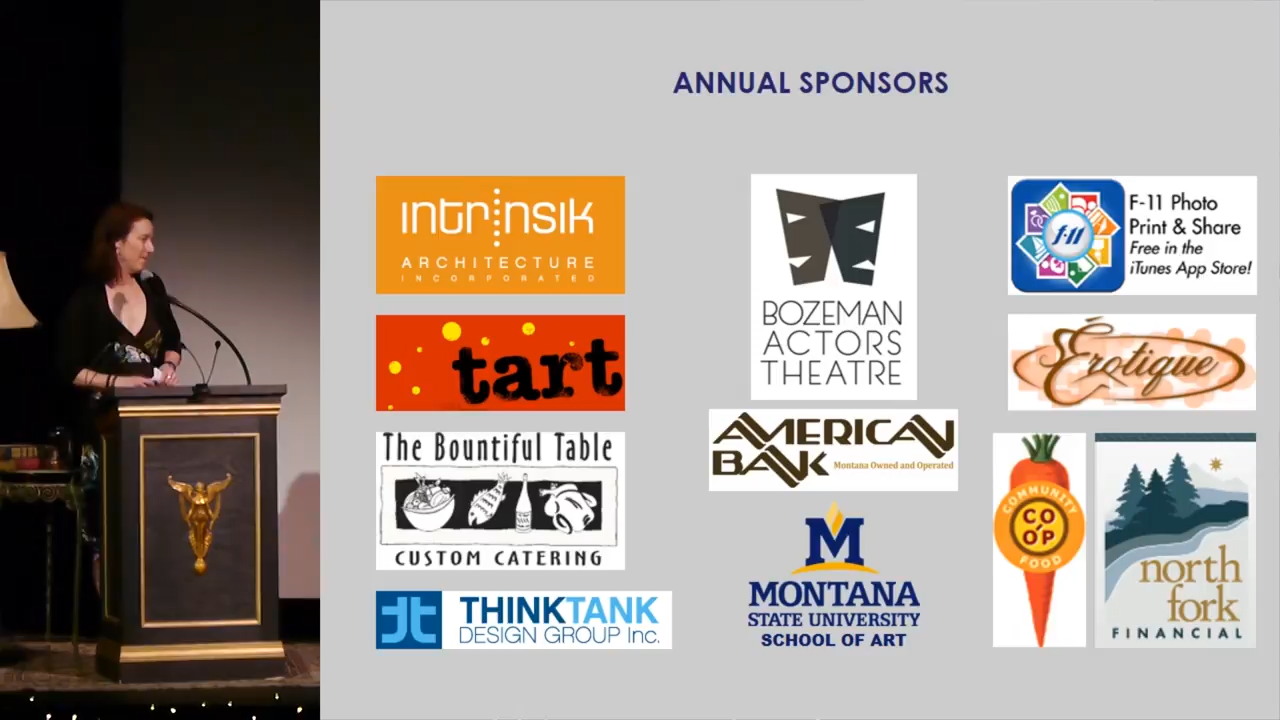 ANNUAL SPONSORS
intrinsik
ARCHITECTURE
INCORPORATED
tart
The Bountiful Table
CUSTOM CATERING
THINKTANK
DESIGN GROUP Inc.
BOZEMAN
ACTORS
THEATRE
AMERICAN
BANK
Montana Owned and Operated
M
MONTANA
STATE UNIVERSITY
SCHOOL OF ART
f-11
F-11 Photo
Print & Share
Free in the
iTunes App Store!
Érotique
COMMUNITY
CO-OP
FOOD
north
fork
FINANCIAL